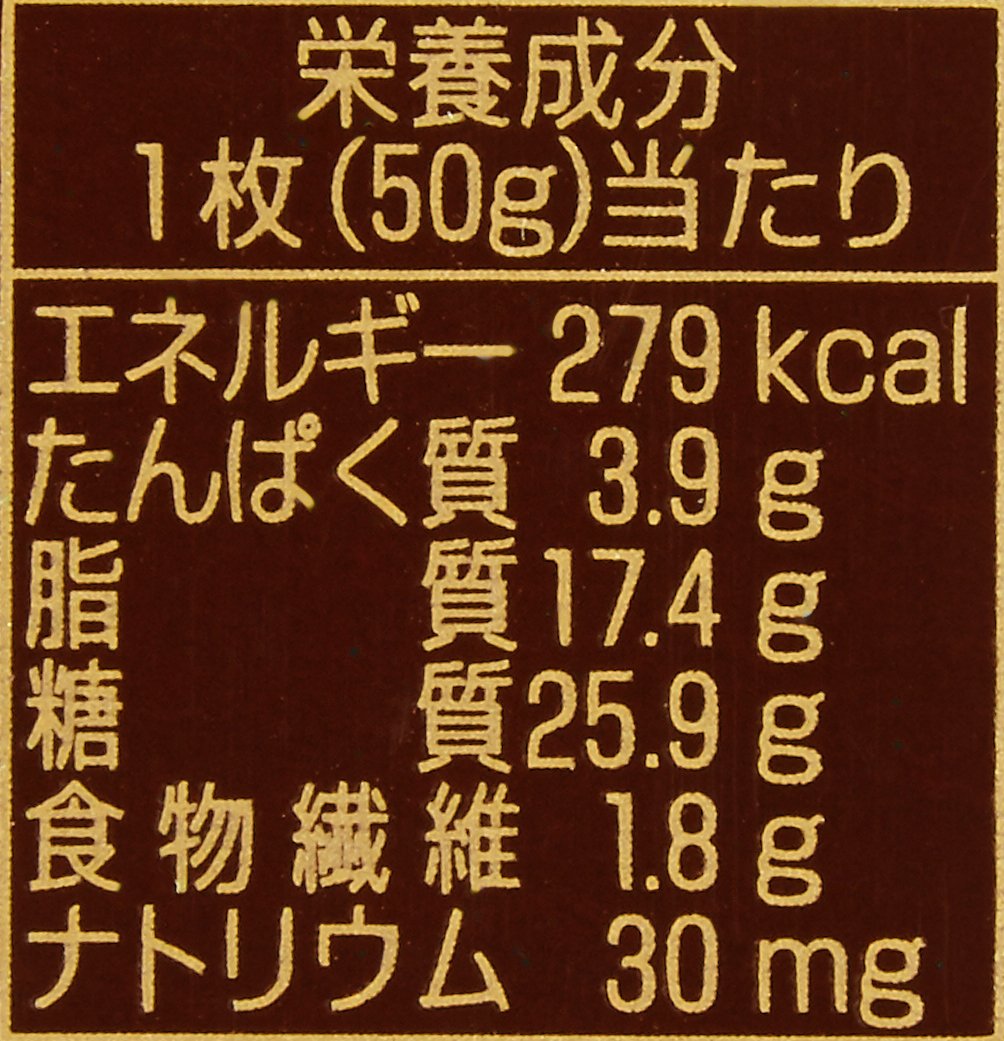 栄養成分
1枚(50g)当たり
エネルギー 279 kcal
たんぱく質 3.9 g
脂質 17.4 g
糖質 25.9 g
食物繊維 1.8 g
ナトリウム 30 mg